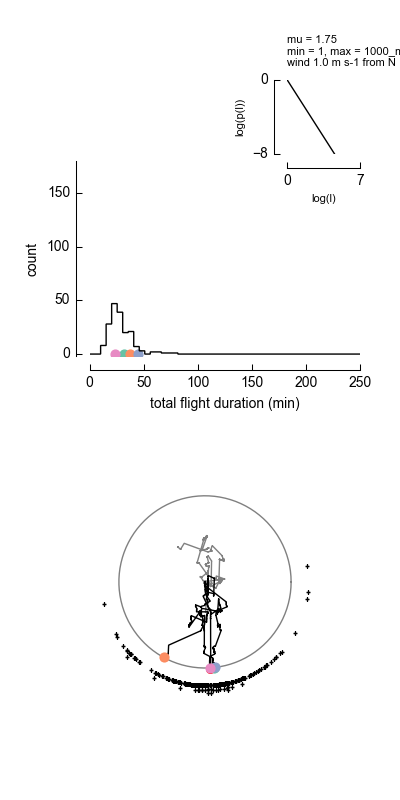 mu = 1.75
min = 1, max = 1000_m
wind 1.0 m s-1 from N
0
log(p(l))
−8
0
7
log(l)
150
100
50
0
count
0
50
100
150
200
250
total flight duration (min)